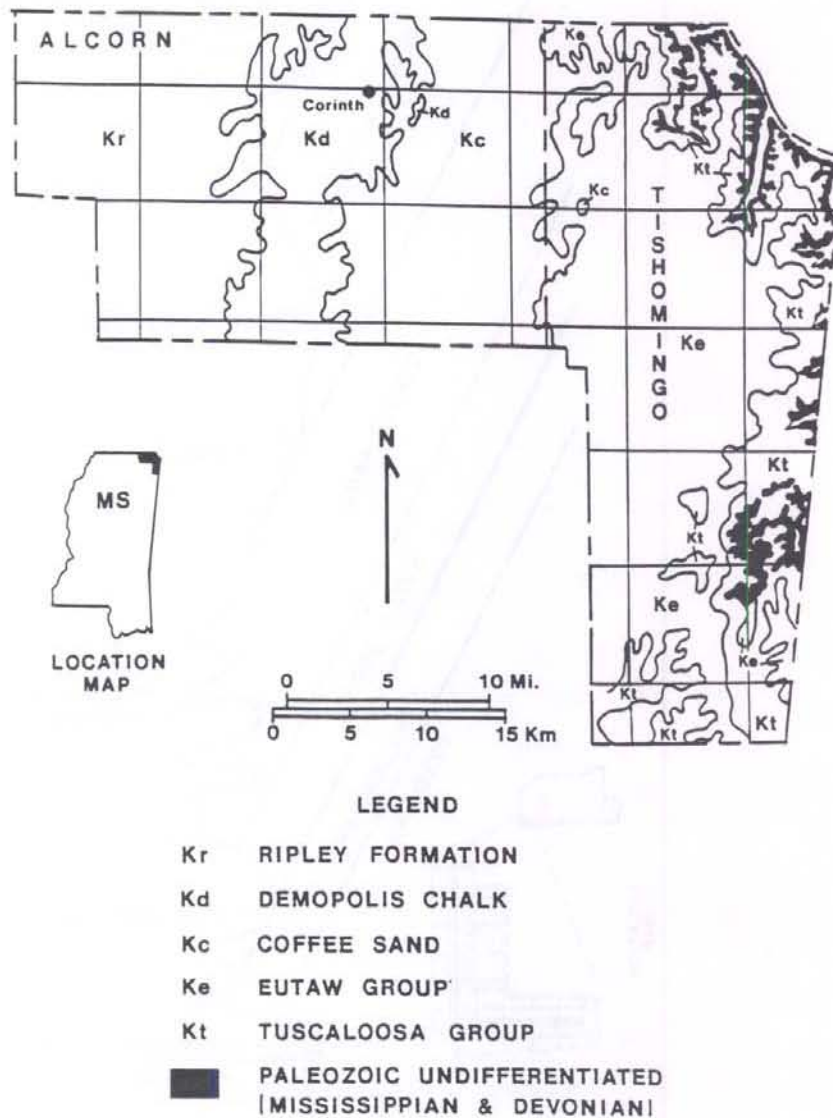 ALCORN
Ke
Corinth
Kd
Kr
Kd
Kc
Kt
Kc
TISHOMINGO
Kt
Ke
N
MS
Kt
Kt
Ke
LOCATION
MAP
Ke
0 5 10 Mi.
Kt
Kt
Kt
0 5 10 15 Km
LEGEND
Kr RIPLEY FORMATION
Kd DEMOPOLIS CHALK
Kc COFFEE SAND
Ke EUTAW GROUP
Kt TUSCALOOSA GROUP
PALEOZOIC UNDIFFERENTIATED
[MISSISSIPPIAN & DEVONIAN]